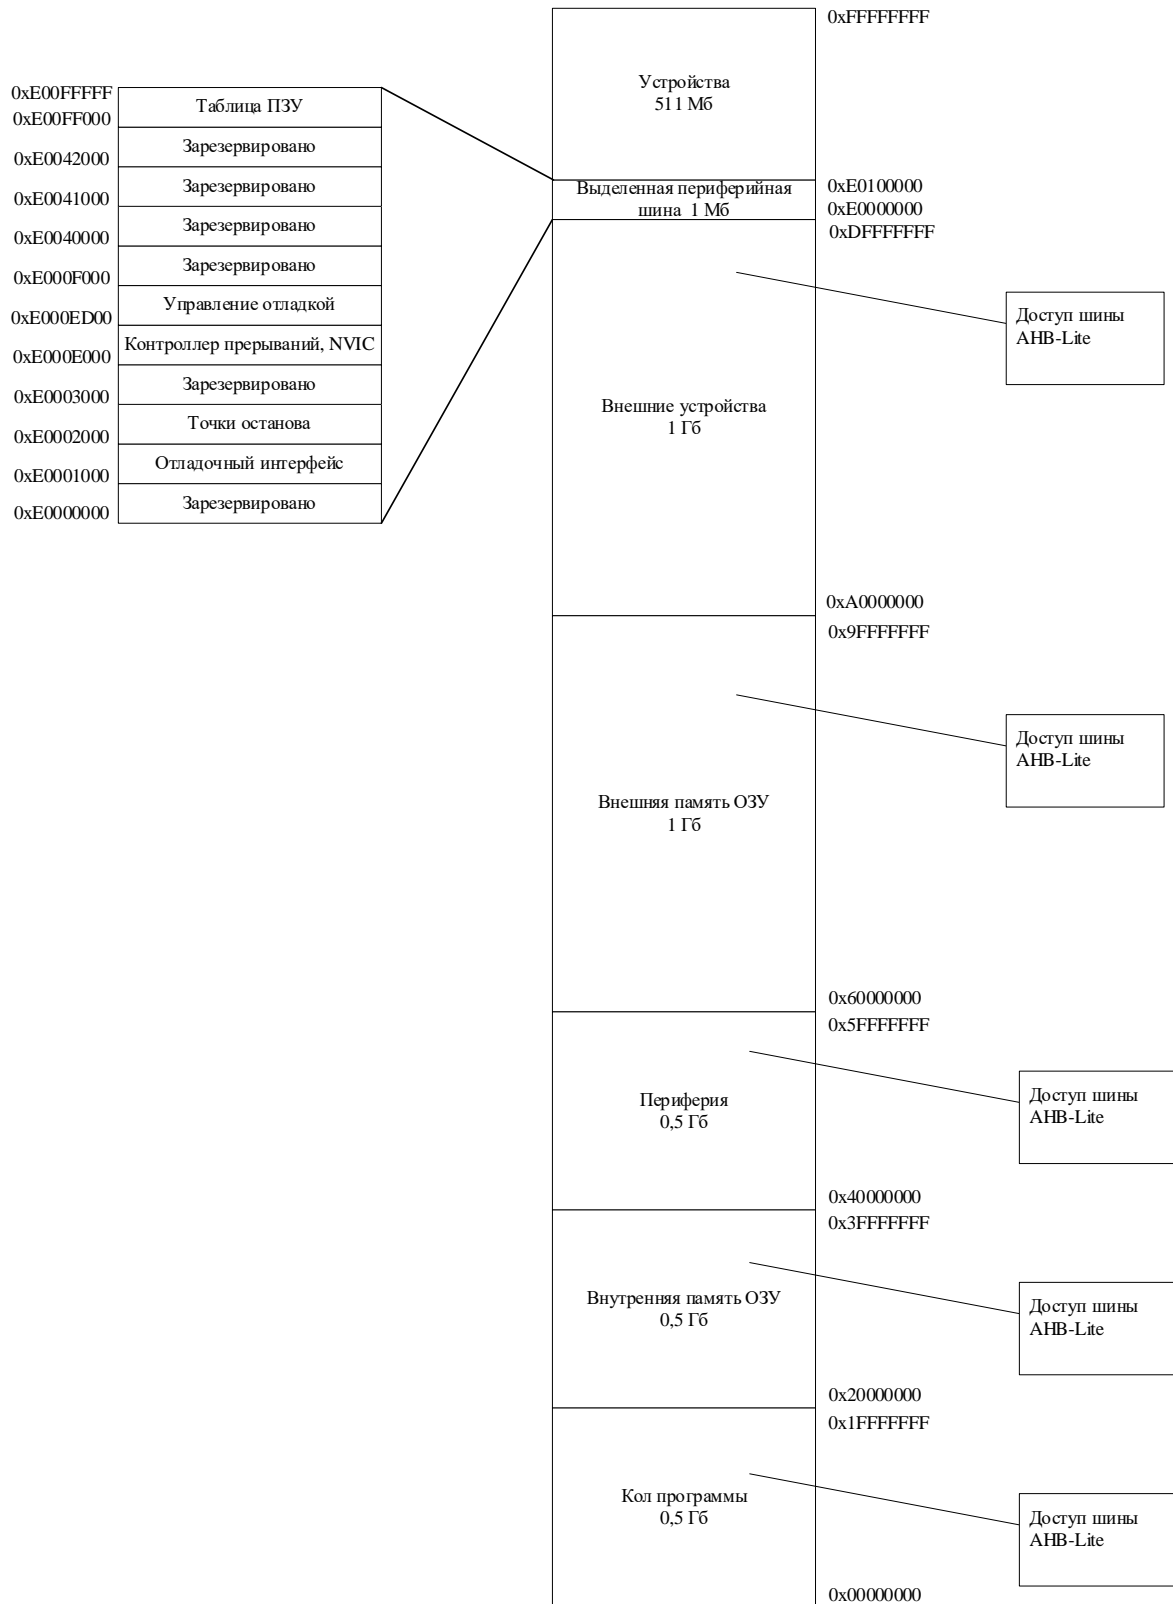 0xFFFFFFFF
Устройства
511 Мб
0xE00FFFFF
Таблица ПЗУ
0xE00FF000
Зарезервировано
0xE0042000
Зарезервировано
0xE0041000
Зарезервировано
0xE0040000
Зарезервировано
0xE000F000
Управление отладкой
0xE000ED00
Контроллер прерываний, NVIC
0xE000E000
Зарезервировано
0xE0003000
Точки останова
0xE0002000
Отладочный интерфейс
0xE0001000
Зарезервировано
0xE0000000
0xE0100000
Выделенная периферийная
шина 1 Мб
0xE0000000
0xDFFFFFFF
Доступ шины
AHB-Lite
Внешние устройства
1 Гб
0xA0000000
0x9FFFFFFF
Доступ шины
AHB-Lite
Внешняя память ОЗУ
1 Гб
0x60000000
0x5FFFFFFF
Доступ шины
AHB-Lite
Периферия
0,5 Гб
0x40000000
0x3FFFFFFF
Внутренняя память ОЗУ
0,5 Гб
Доступ шины
AHB-Lite
0x20000000
0x1FFFFFFF
Кол программы
0,5 Гб
Доступ шины
AHB-Lite
0x00000000